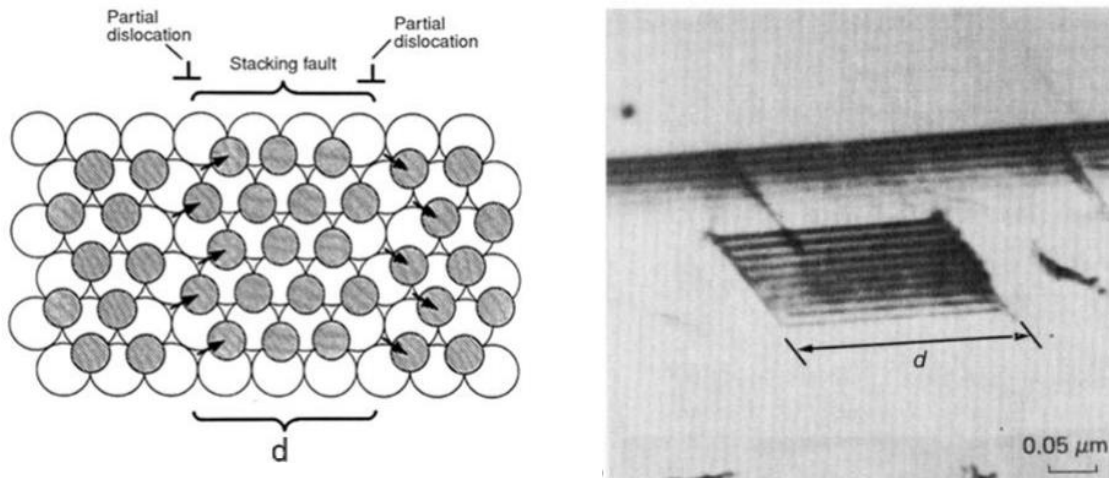 Partial
dislocation
Stacking fault
Partial
dislocation
d
d
0.05 μm